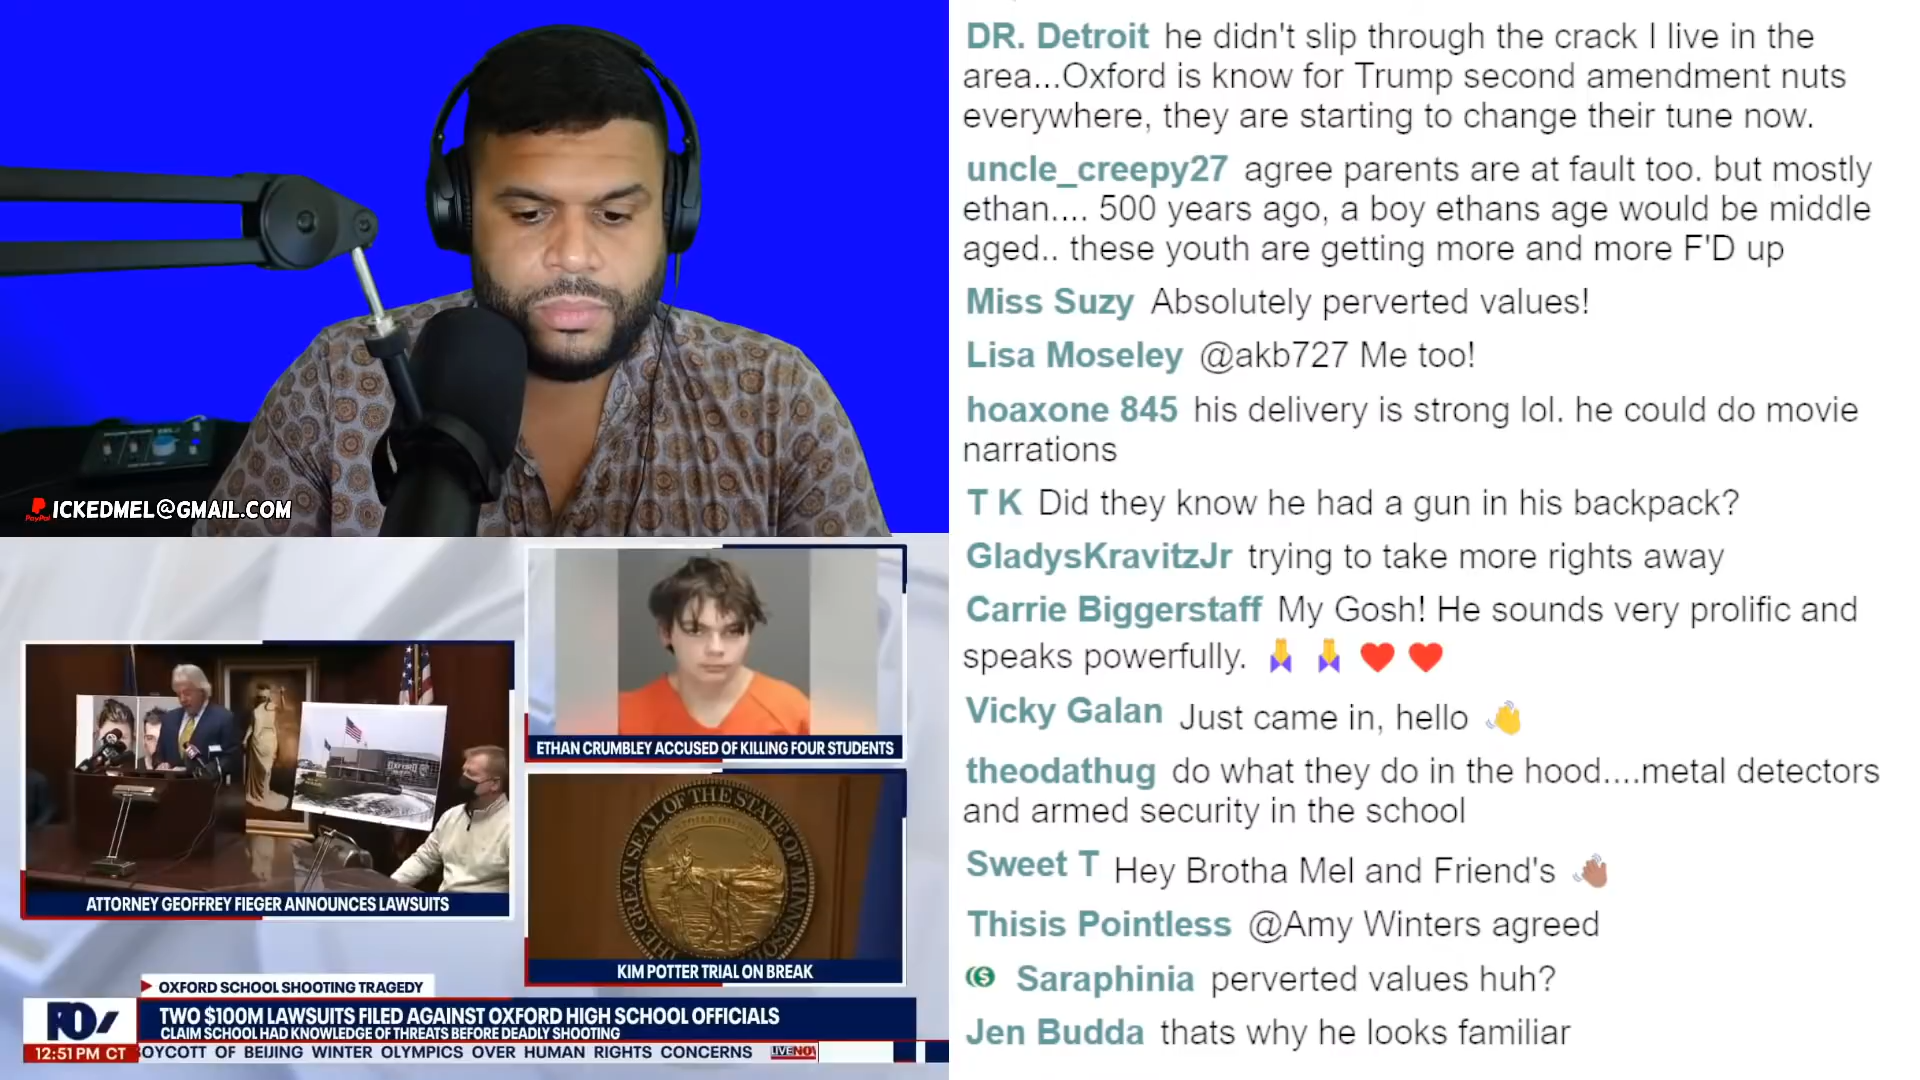 DR. Detroit he didn't slip through the crack I live in the
area...Oxford is know for Trump second amendment nuts
everywhere, they are starting to change their tune now.
uncle_creepy27 agree parents are at fault too. but mostly
ethan.... 500 years ago, a boy ethans age would be middle
aged.. these youth are getting more and more F'D up
Miss Suzy Absolutely perverted values!
Lisa Moseley @akb727 Me too!
hoaxone 845 his delivery is strong lol. he could do movie
narrations
T K Did they know he had a gun in his backpack?
GladysKravitzJr trying to take more rights away
Carrie Biggerstaff My Gosh! He sounds very prolific and
speaks powerfully.
Vicky Galan Just came in, hello
theodathug do what they do in the hood....metal detectors
and armed security in the school
Sweet T Hey Brotha Mel and Friend's
Thisis Pointless @Amy Winters agreed
Saraphinia perverted values huh?
Jen Budda thats why he looks familiar
PayPal
ICKEDMEL@GMAIL.COM
ETHAN CRUMBLEY ACCUSED OF KILLING FOUR STUDENTS
OXFORD
ATTORNEY GEOFFREY FIEGER ANNOUNCES LAWSUITS
THE GREAT SEAL OF THE STATE OF MINNESO
KIM POTTER TRIAL ON BREAK
OXFORD SCHOOL SHOOTING TRAGEDY
TWO $100M LAWSUITS FILED AGAINST OXFORD HIGH SCHOOL OFFICIALS
CLAIM SCHOOL HAD KNOWLEDGE OF THREATS BEFORE DEADLY SHOOTING
12:51 PM CT
OYCOTT OF BEIJING WINTER OLYMPICS OVER HUMAN RIGHTS CONCERNS
LIVENOW